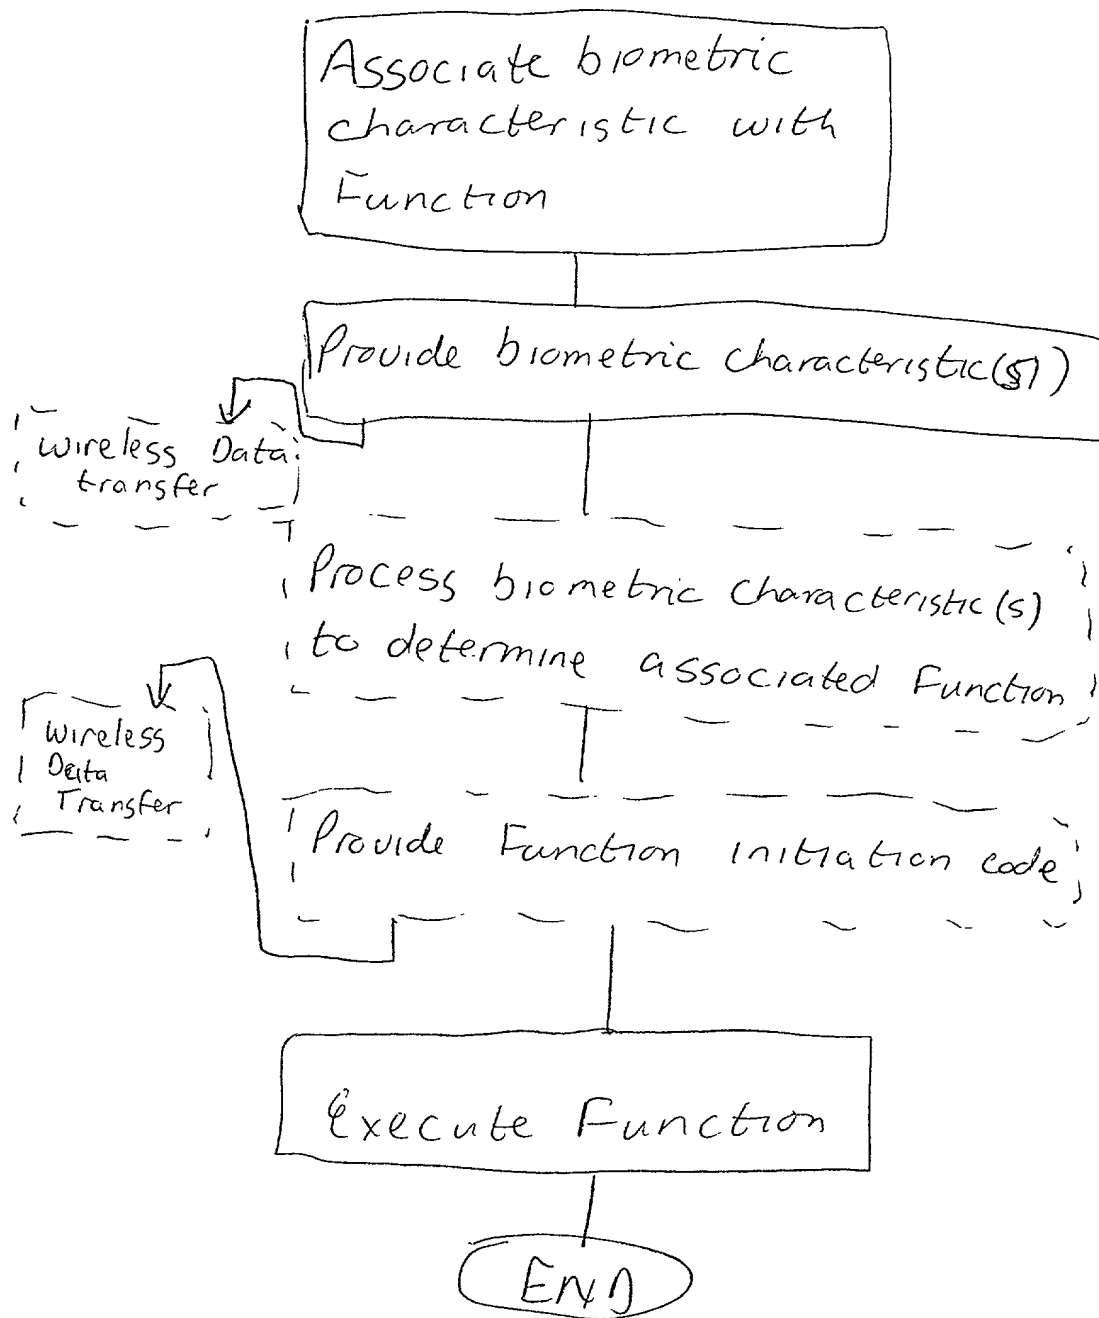 Associate biometric
characteristic with
Function
Provide biometric characteristic(s)
Wireless Data
transfer
Process biometric characteristic(s)
to determine associated Function
Wireless
Data
Transfer
Provide Function initiation code
Execute Function
END